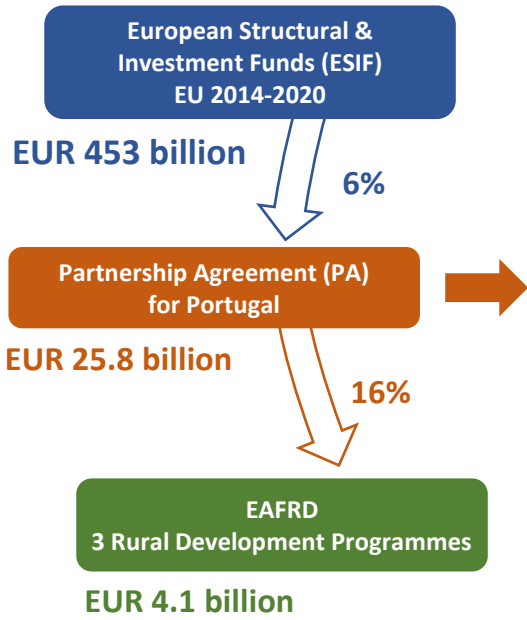 European Structural &
Investment Funds (ESIF)
EU 2014-2020
EUR 453 billion
6%
Partnership Agreement (PA)
for Portugal
EUR 25.8 billion
16%
EAFRD
3 Rural Development Programmes
EUR 4.1 billion